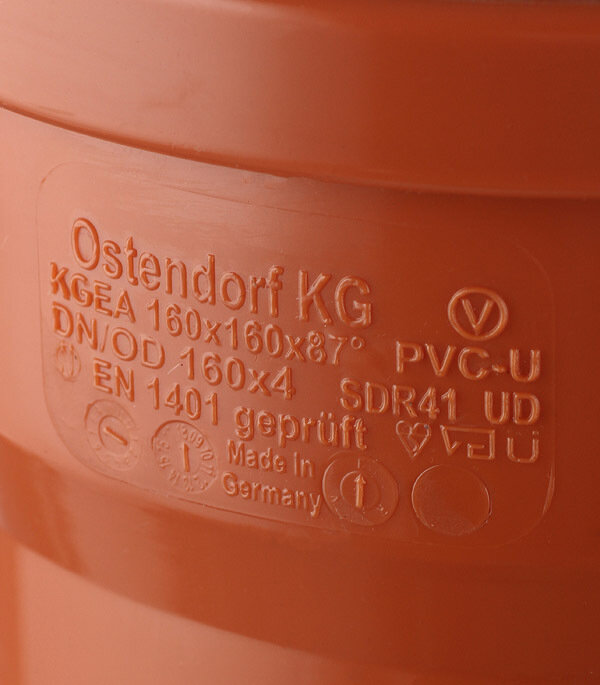 Ostendorf KG
KGEA 160x160x87°
V
DN/OD 160x4
PVC-U
EN 1401 geprüft
SDR41 UD
Ü
Made in
Germany